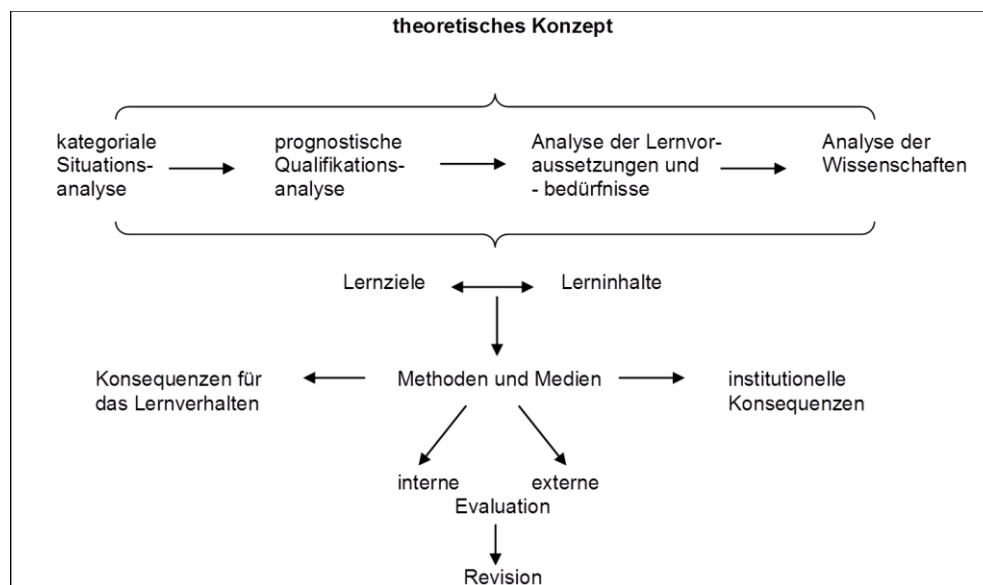 theoretisches Konzept
kategoriale
Situations-
analyse
prognostische
Qualifikations-
analyse
Analyse der Lernvor-
aussetzungen und
- bedürfnisse
Analyse der
Wissenschaften
Lernziele
Lerninhalte
Konsequenzen für
das Lernverhalten
Methoden und Medien
institutionelle
Konsequenzen
interne
externe
Evaluation
Revision